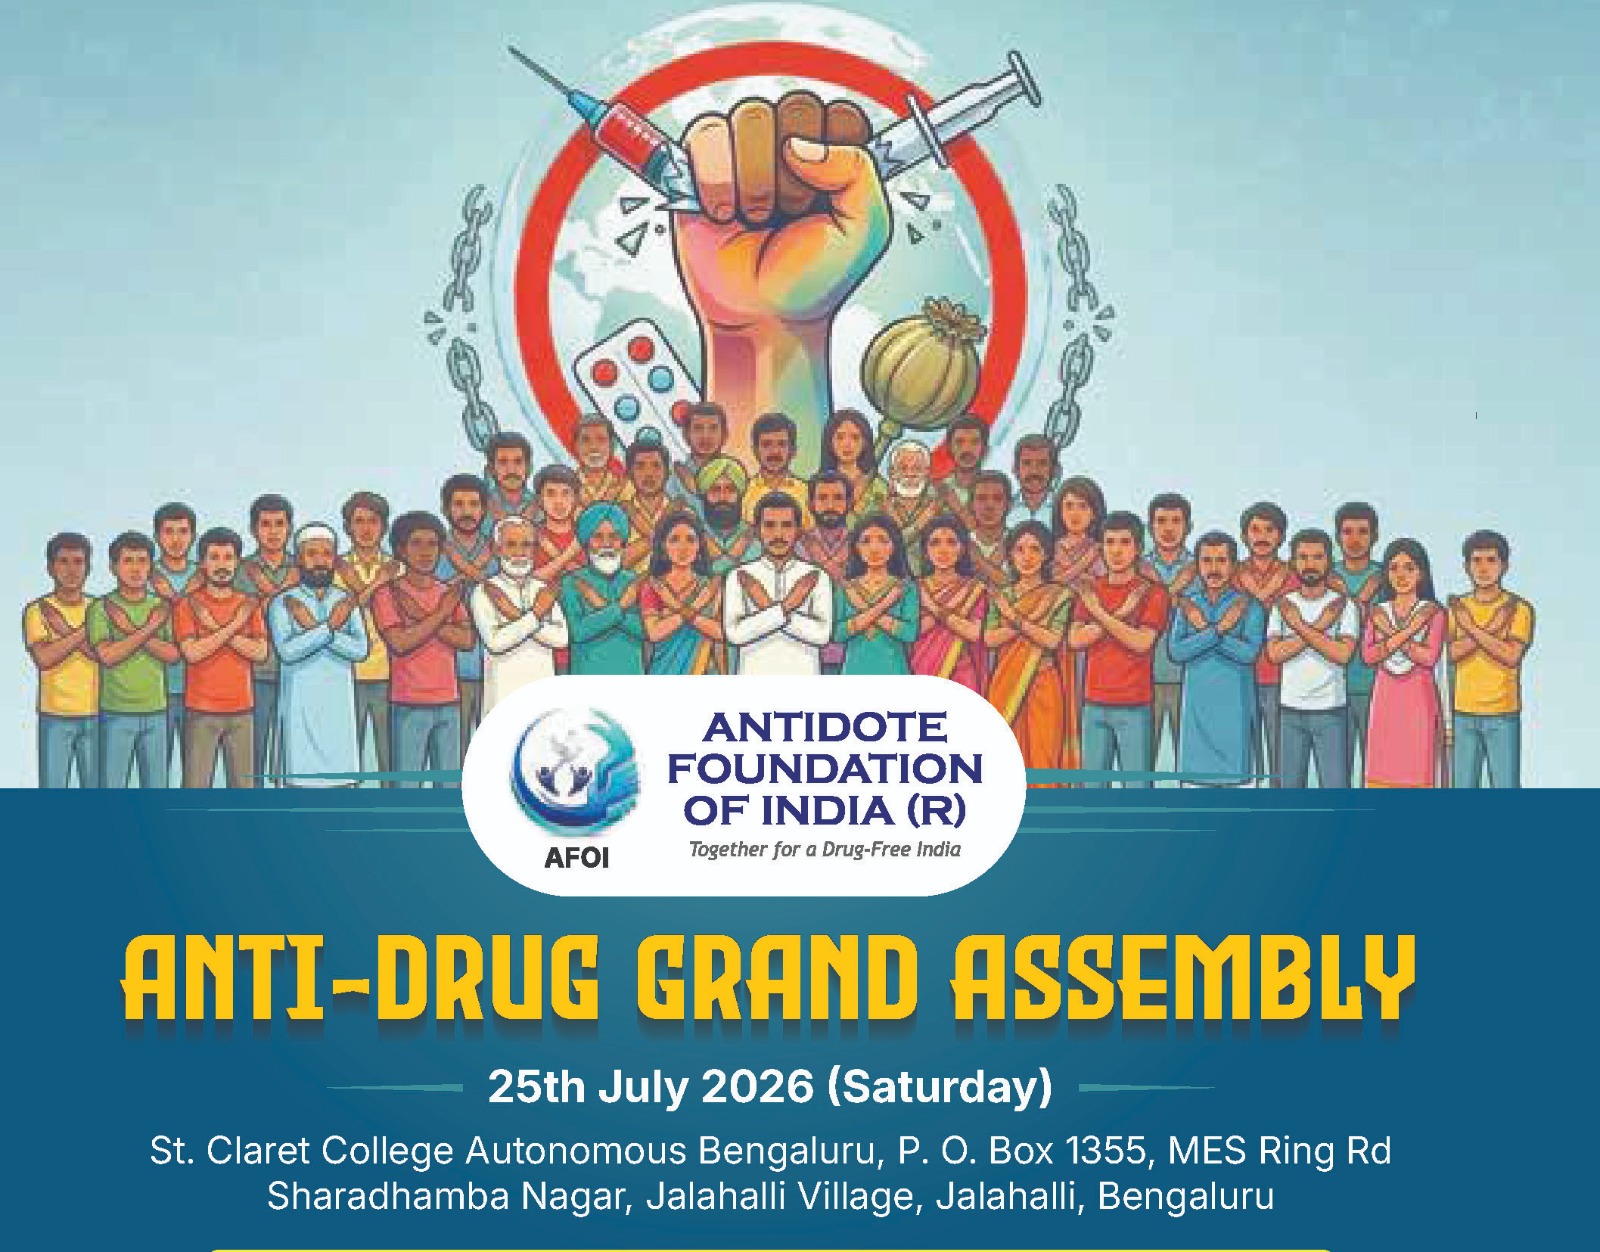 ANTIDOTE
FOUNDATION
OF INDIA (R)
Together for a Drug-Free India
AFOI
ANTI-DRUG GRAND ASSEMBLY
25th July 2026 (Saturday)
St. Claret College Autonomous Bengaluru, P. O. Box 1355, MES Ring Rd
Sharadhamba Nagar, Jalahalli Village, Jalahalli, Bengaluru